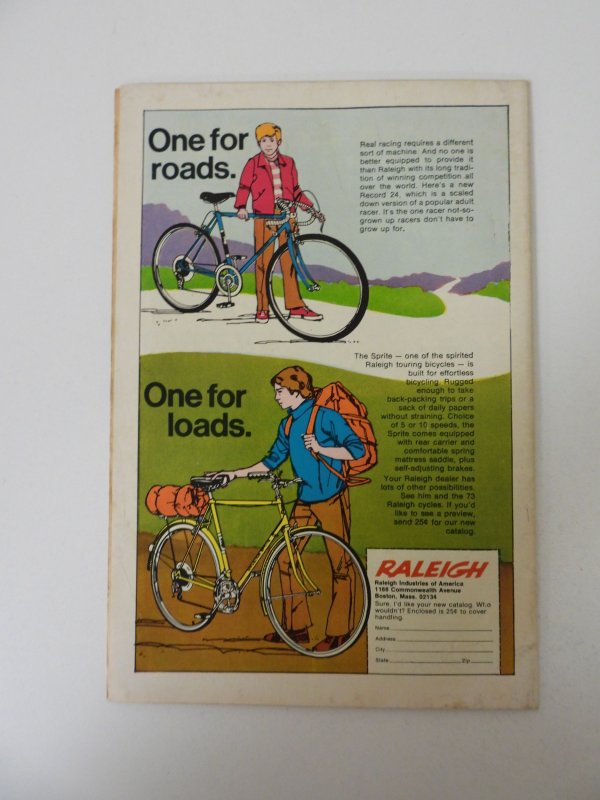 One for
roads.
Real racing requires a different
sort of machine. And no one is
better equipped to provide it
than Raleigh with its long tradi-
tion of winning competition all
over the world. Here's a new
Record 24, which is a scaled
down version of a popular adult
racer. It's the one racer not-so-
grown up racers don't have to
grow up for.
The Sprite — one of the spirited
Raleigh touring bicycles — is
built for effortless
bicycling. Rugged
enough to take
back-packing trips or a
sack of daily papers
without straining. Choice
of 5 or 10 speeds, the
Sprite comes equipped
with rear carrier and
comfortable spring
mattress saddle, plus
self-adjusting brakes.
Your Raleigh dealer has
lots of other possibilities.
See him and the 73
Raleigh cycles. If you'd
like to see a preview,
send 25¢ for our new
catalog.
One for
loads.
RALEIGH
Raleigh Industries of America
1168 Commonwealth Avenue
Boston, Mass. 02134
Sure, I'd like your new catalog. Who
wouldn't? Enclosed is 25¢ to cover
handling.
Name
Address
City
State Zip